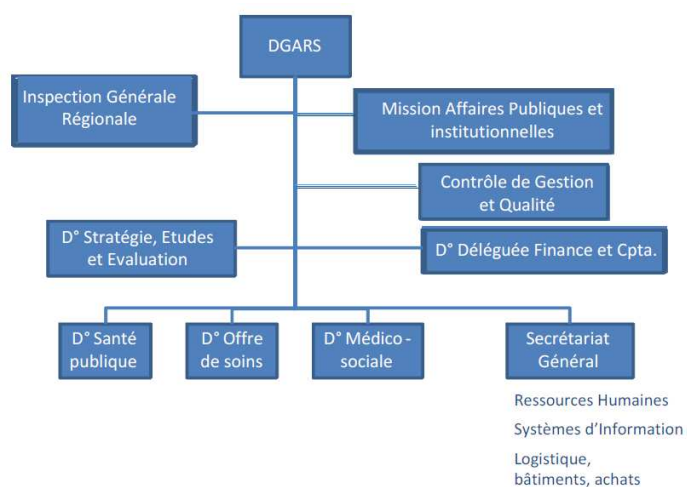 DGARS
Inspection Générale
Régionale
Mission Affaires Publiques et
institutionnelles
Contrôle de Gestion
et Qualité
D° Stratégie, Etudes
et Evaluation
D° Déléguée Finance et Cpta.
D° Santé
publique
D° Offre
de soins
D° Médico -
sociale
Secrétariat
Général
Ressources Humaines
Systèmes d’Information
Logistique,
bâtiments, achats